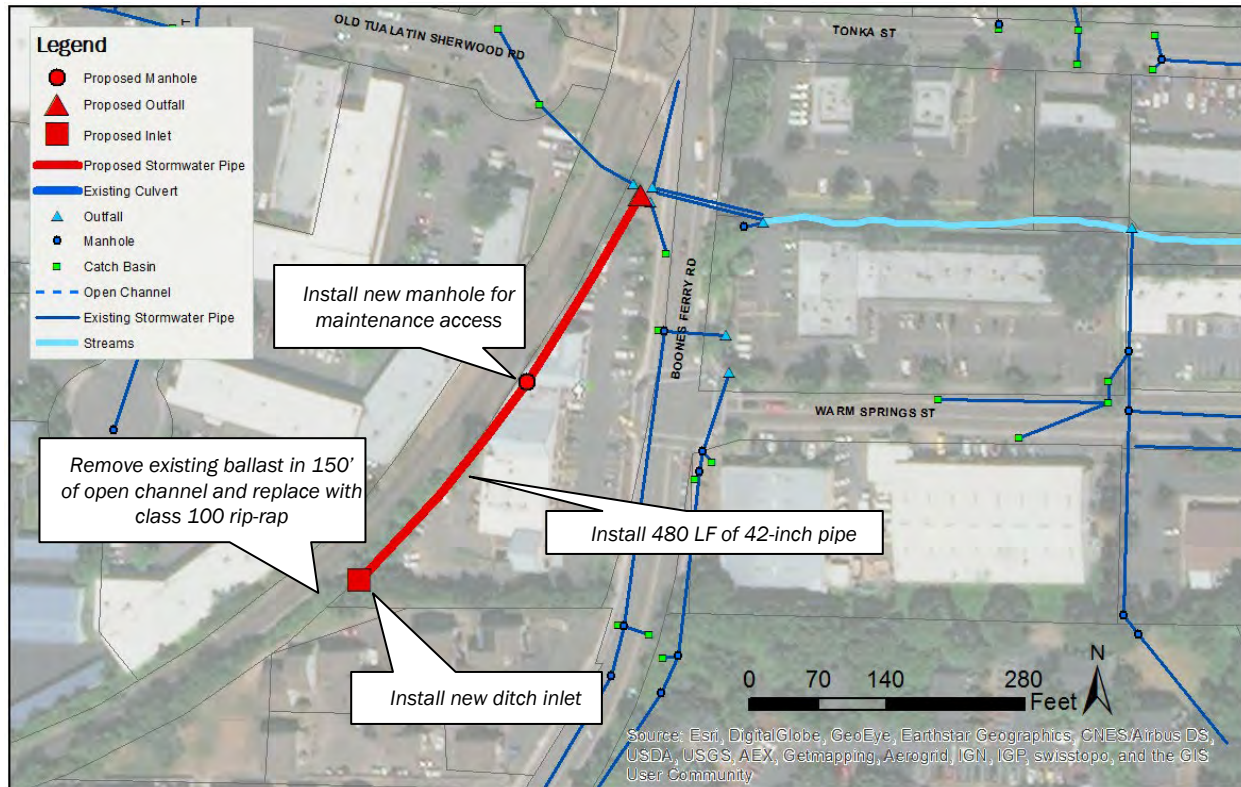 OLD TUALATIN SHERWOOD RD
TONKA ST
Legend
Proposed Manhole
Proposed Outfall
Proposed Inlet
Proposed Stormwater Pipe
Existing Culvert
Outfall
Manhole
Catch Basin
Open Channel
Existing Stormwater Pipe
Streams
T
Install new manhole for
maintenance access
BOONES FERRY RD
WARM SPRINGS ST
Remove existing ballast in 150’
of open channel and replace with
class 100 rip-rap
Install 480 LF of 42-inch pipe
Install new ditch inlet
N
0 70 140 280
Feet
Source: Esri, DigitalGlobe, GeoEye, Earthstar Geographics, CNES/Airbus DS,
USDA, USGS, AEX, Getmapping, Aerogrid, IGN, IGP, swisstopo, and the GIS
User Community